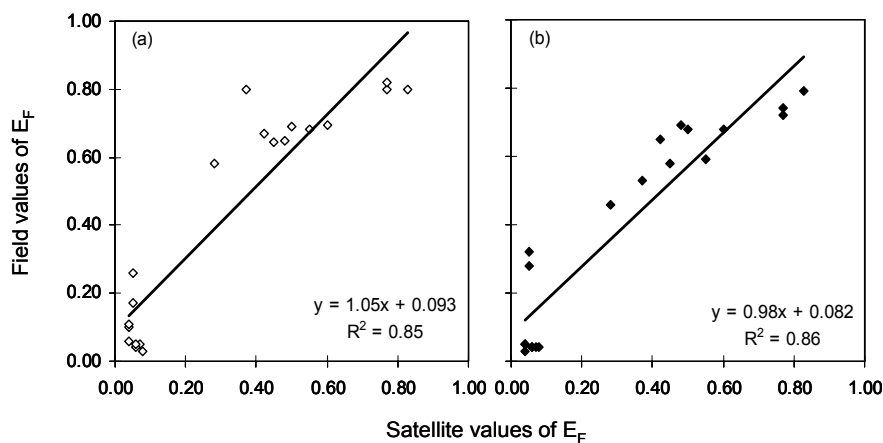 1.00
0.80
0.60
0.40
0.20
0.00
Field values of E_F
(a)
y = 1.05x + 0.093
R² = 0.85
0.00 0.20 0.40 0.60 0.80 1.00
(b)
y = 0.98x + 0.082
R² = 0.86
0.00 0.20 0.40 0.60 0.80 1.00
Satellite values of E_F